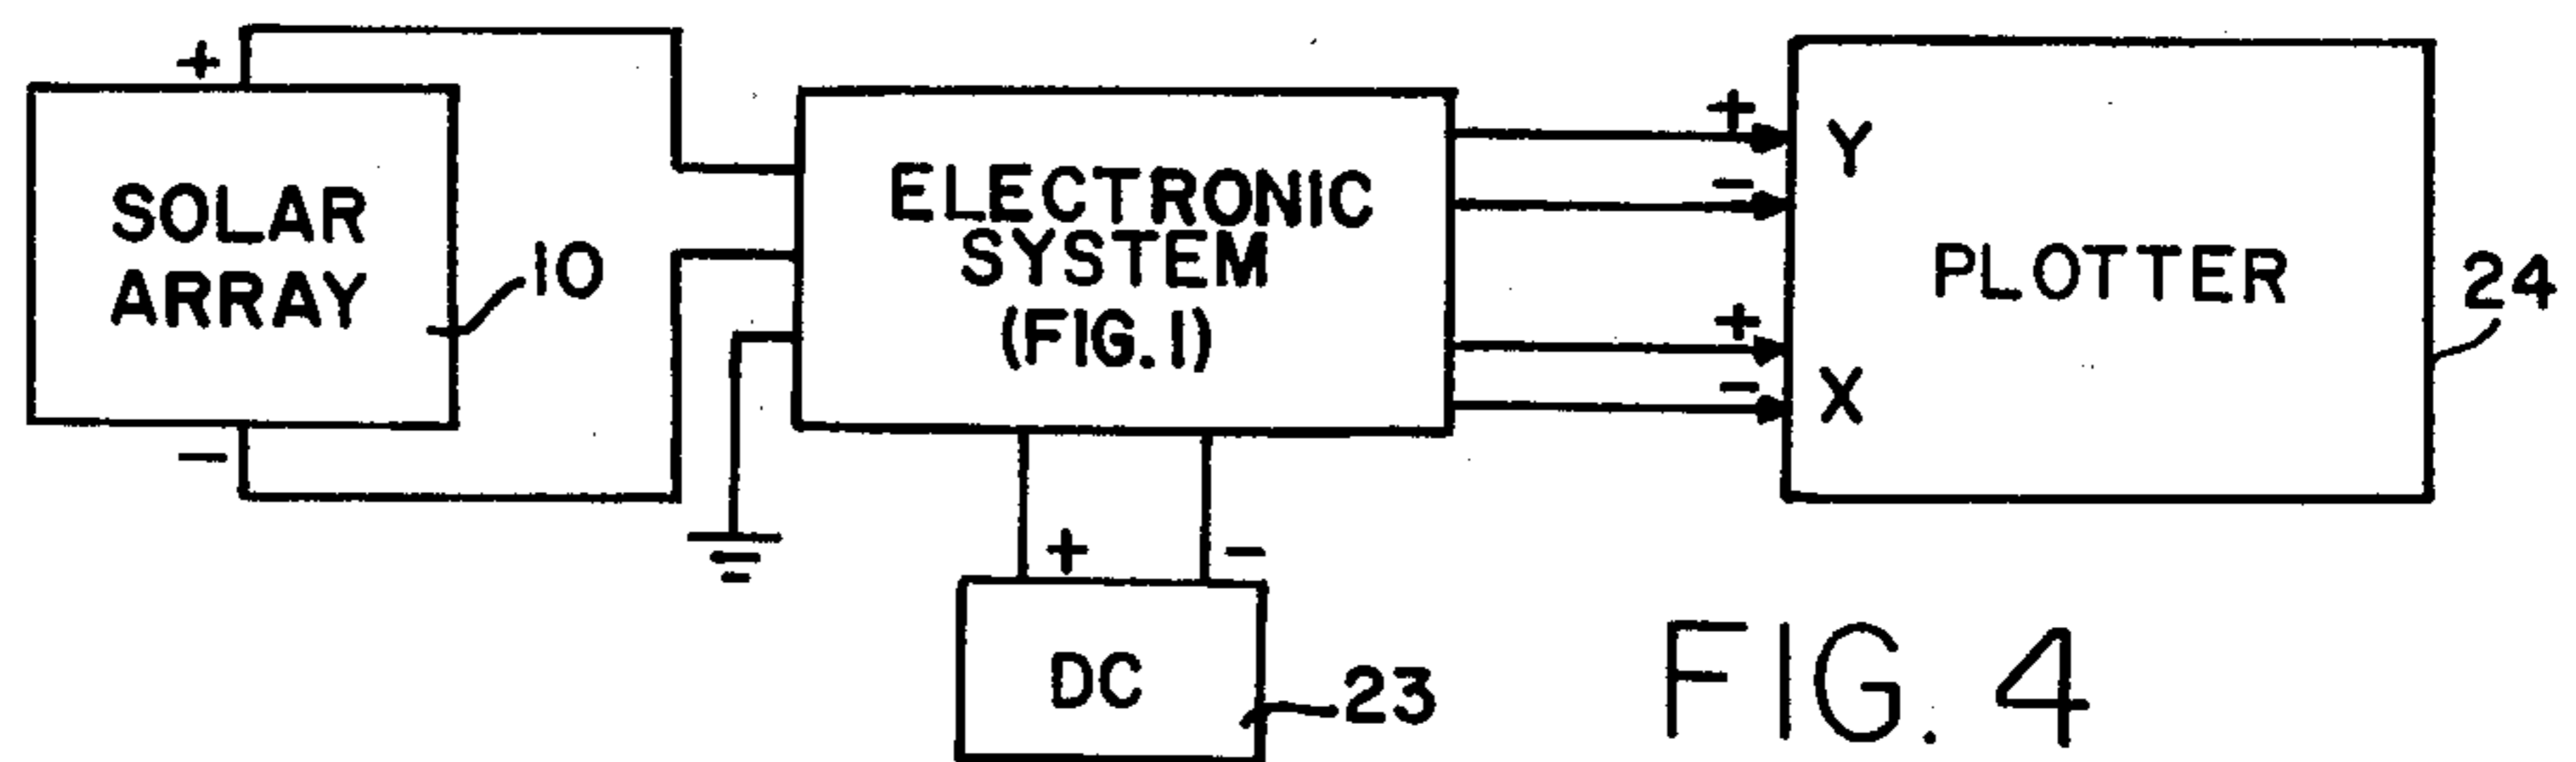 +
SOLAR
ARRAY
10
-
ELECTRONIC
SYSTEM
(FIG. 1)
+
-
Y
+
-
X
PLOTTER
24
+
-
DC
23
FIG. 4